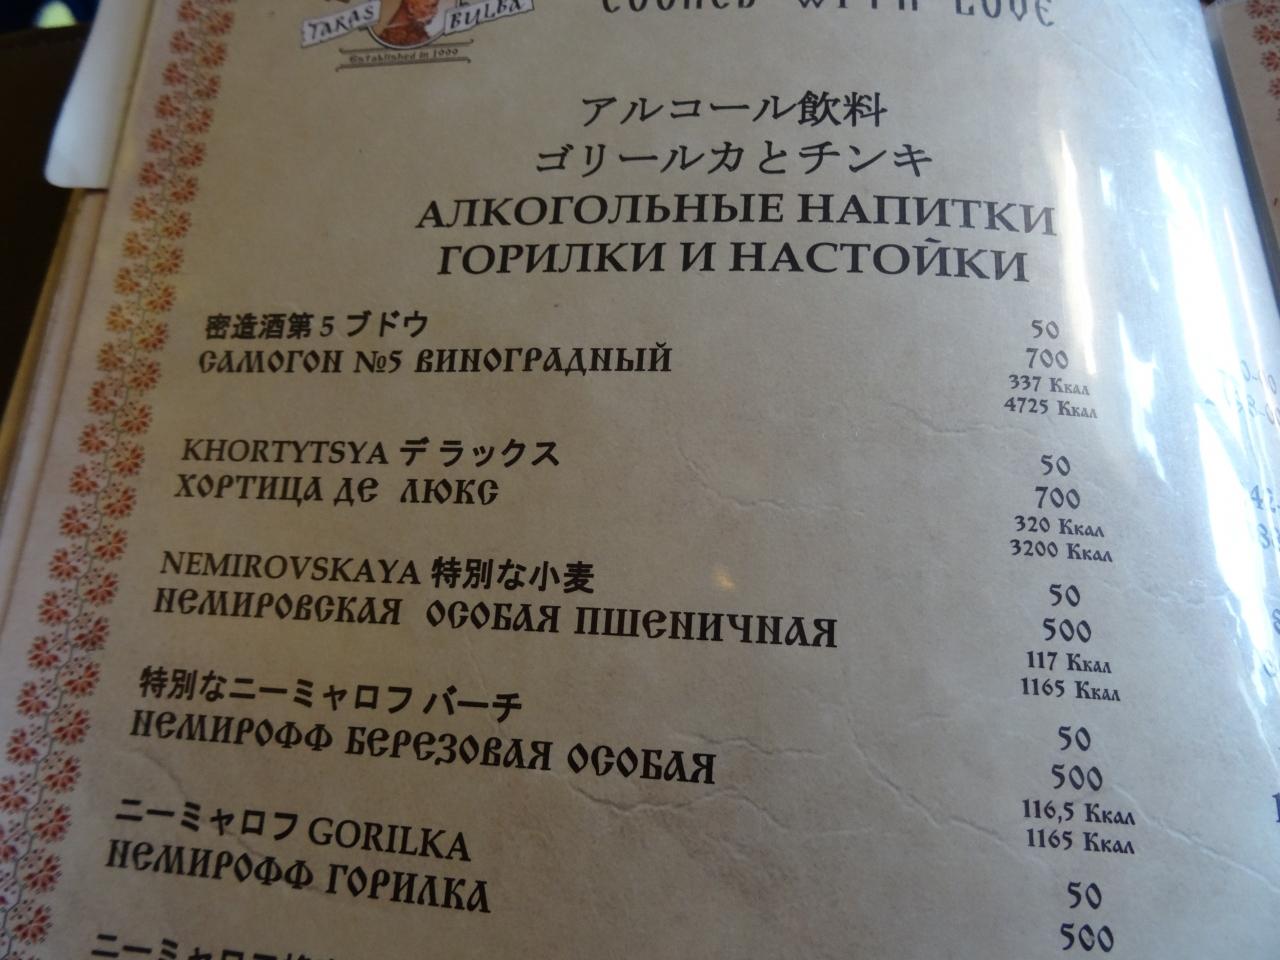 TARAS BULBA
Established in 1999
COOKED WITH LOVE
アルコール飲料
ゴリールカとチンキ
АЛКОГОЛЬНЫЕ НАПИТКИ
ГОРИЛКИ И НАСТОЙКИ
密造酒第5ブドウ
САМОГОН №5 ВИНОГРАДНЫЙ
50
700
337 Ккал
4725 Ккал
KHORTYTSYA デ ラックス
ХОРТИЦА ДЕ ЛЮКС
50
700
320 Ккал
3200 Ккал
NEMIROVSKAYA 特別な小麦
НЕМИРОВСКАЯ ОСОБАЯ ПШЕНИЧНАЯ
50
500
117 Ккал
1165 Ккал
特別なニーミャロフ バーチ
НЕМИРОФФ БЕРЕЗОВАЯ ОСОБАЯ
50
500
116,5 Ккал
1165 Ккал
ニーミャロフ GORILKA
НЕМИРОФФ ГОРИЛКА
50
500